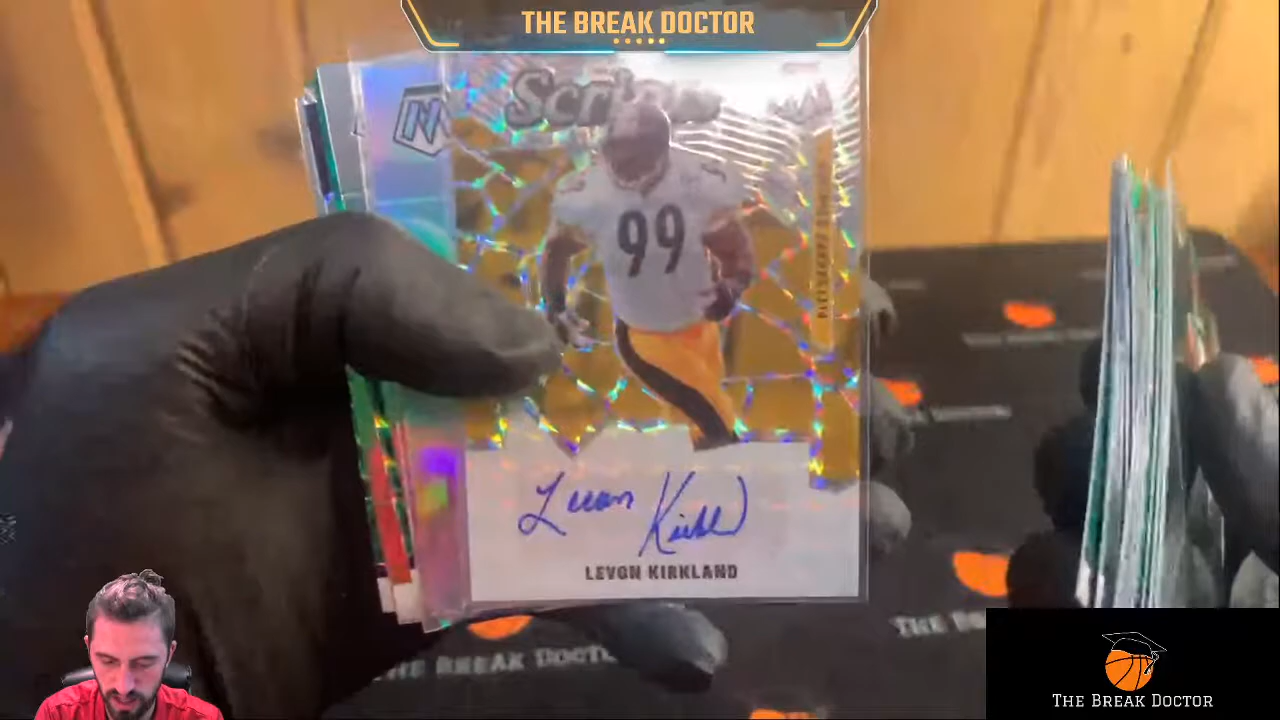 THE BREAK DOCTOR
99
Levon Kirkland
LEVON KIRKLAND
THE BREAK DOCTOR